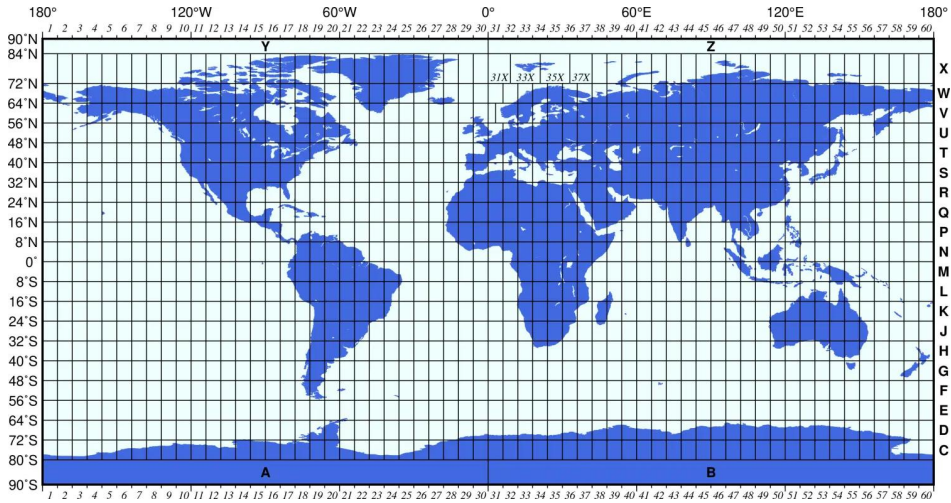 180° 120°W 60°W 0° 60°E 120°E 180°
1 2 3 4 5 6 7 8 9 10 11 12 13 14 15 16 17 18 19 20 21 22 23 24 25 26 27 28 29 30 31 32 33 34 35 36 37 38 39 40 41 42 43 44 45 46 47 48 49 50 51 52 53 54 55 56 57 58 59 60
90°N
84°N Y Z
X
72°N 31X 33X 35X 37X
W
64°N
V
56°N
U
48°N
T
40°N
S
32°N
R
24°N
Q
16°N
P
8°N
N
0°
M
8°S
L
16°S
K
24°S
J
32°S
H
40°S
G
48°S
F
56°S
E
64°S
D
72°S
C
80°S
A B
90°S
1 2 3 4 5 6 7 8 9 10 11 12 13 14 15 16 17 18 19 20 21 22 23 24 25 26 27 28 29 30 31 32 33 34 35 36 37 38 39 40 41 42 43 44 45 46 47 48 49 50 51 52 53 54 55 56 57 58 59 60